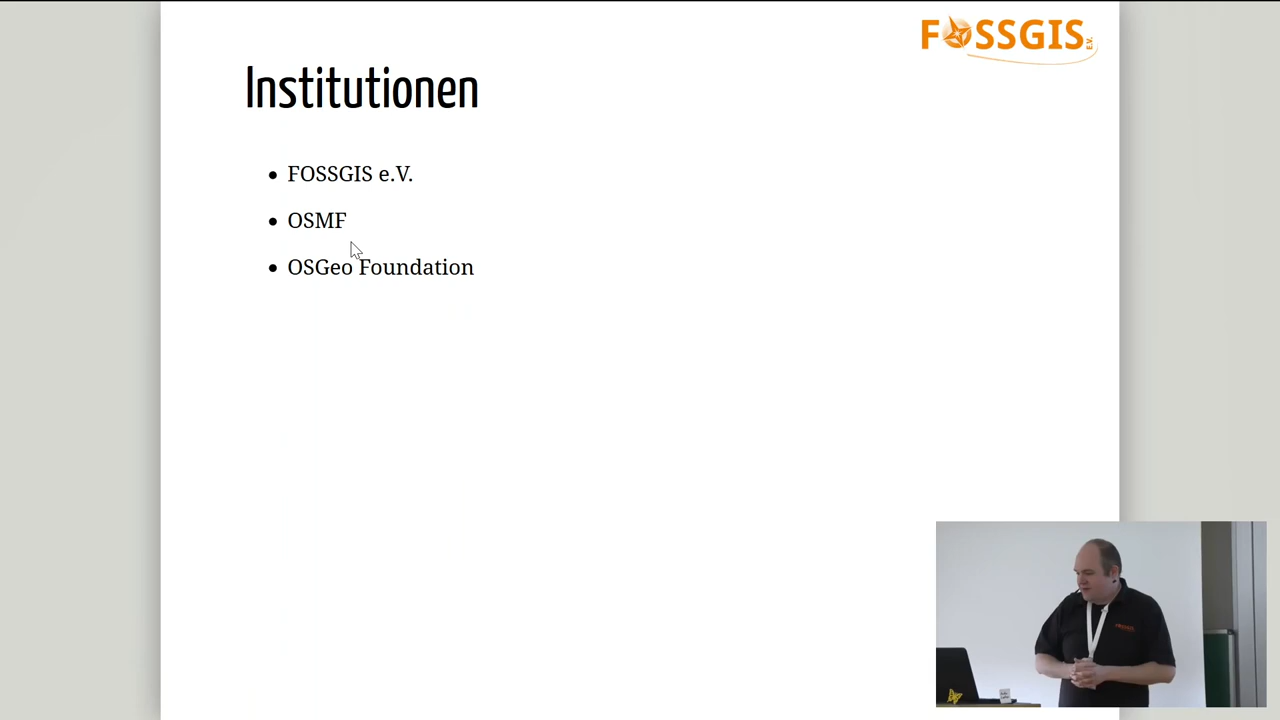 FOSSGIS E.V.
Institutionen
• FOSSGIS e.V.
• OSMF
• OSGeo Foundation